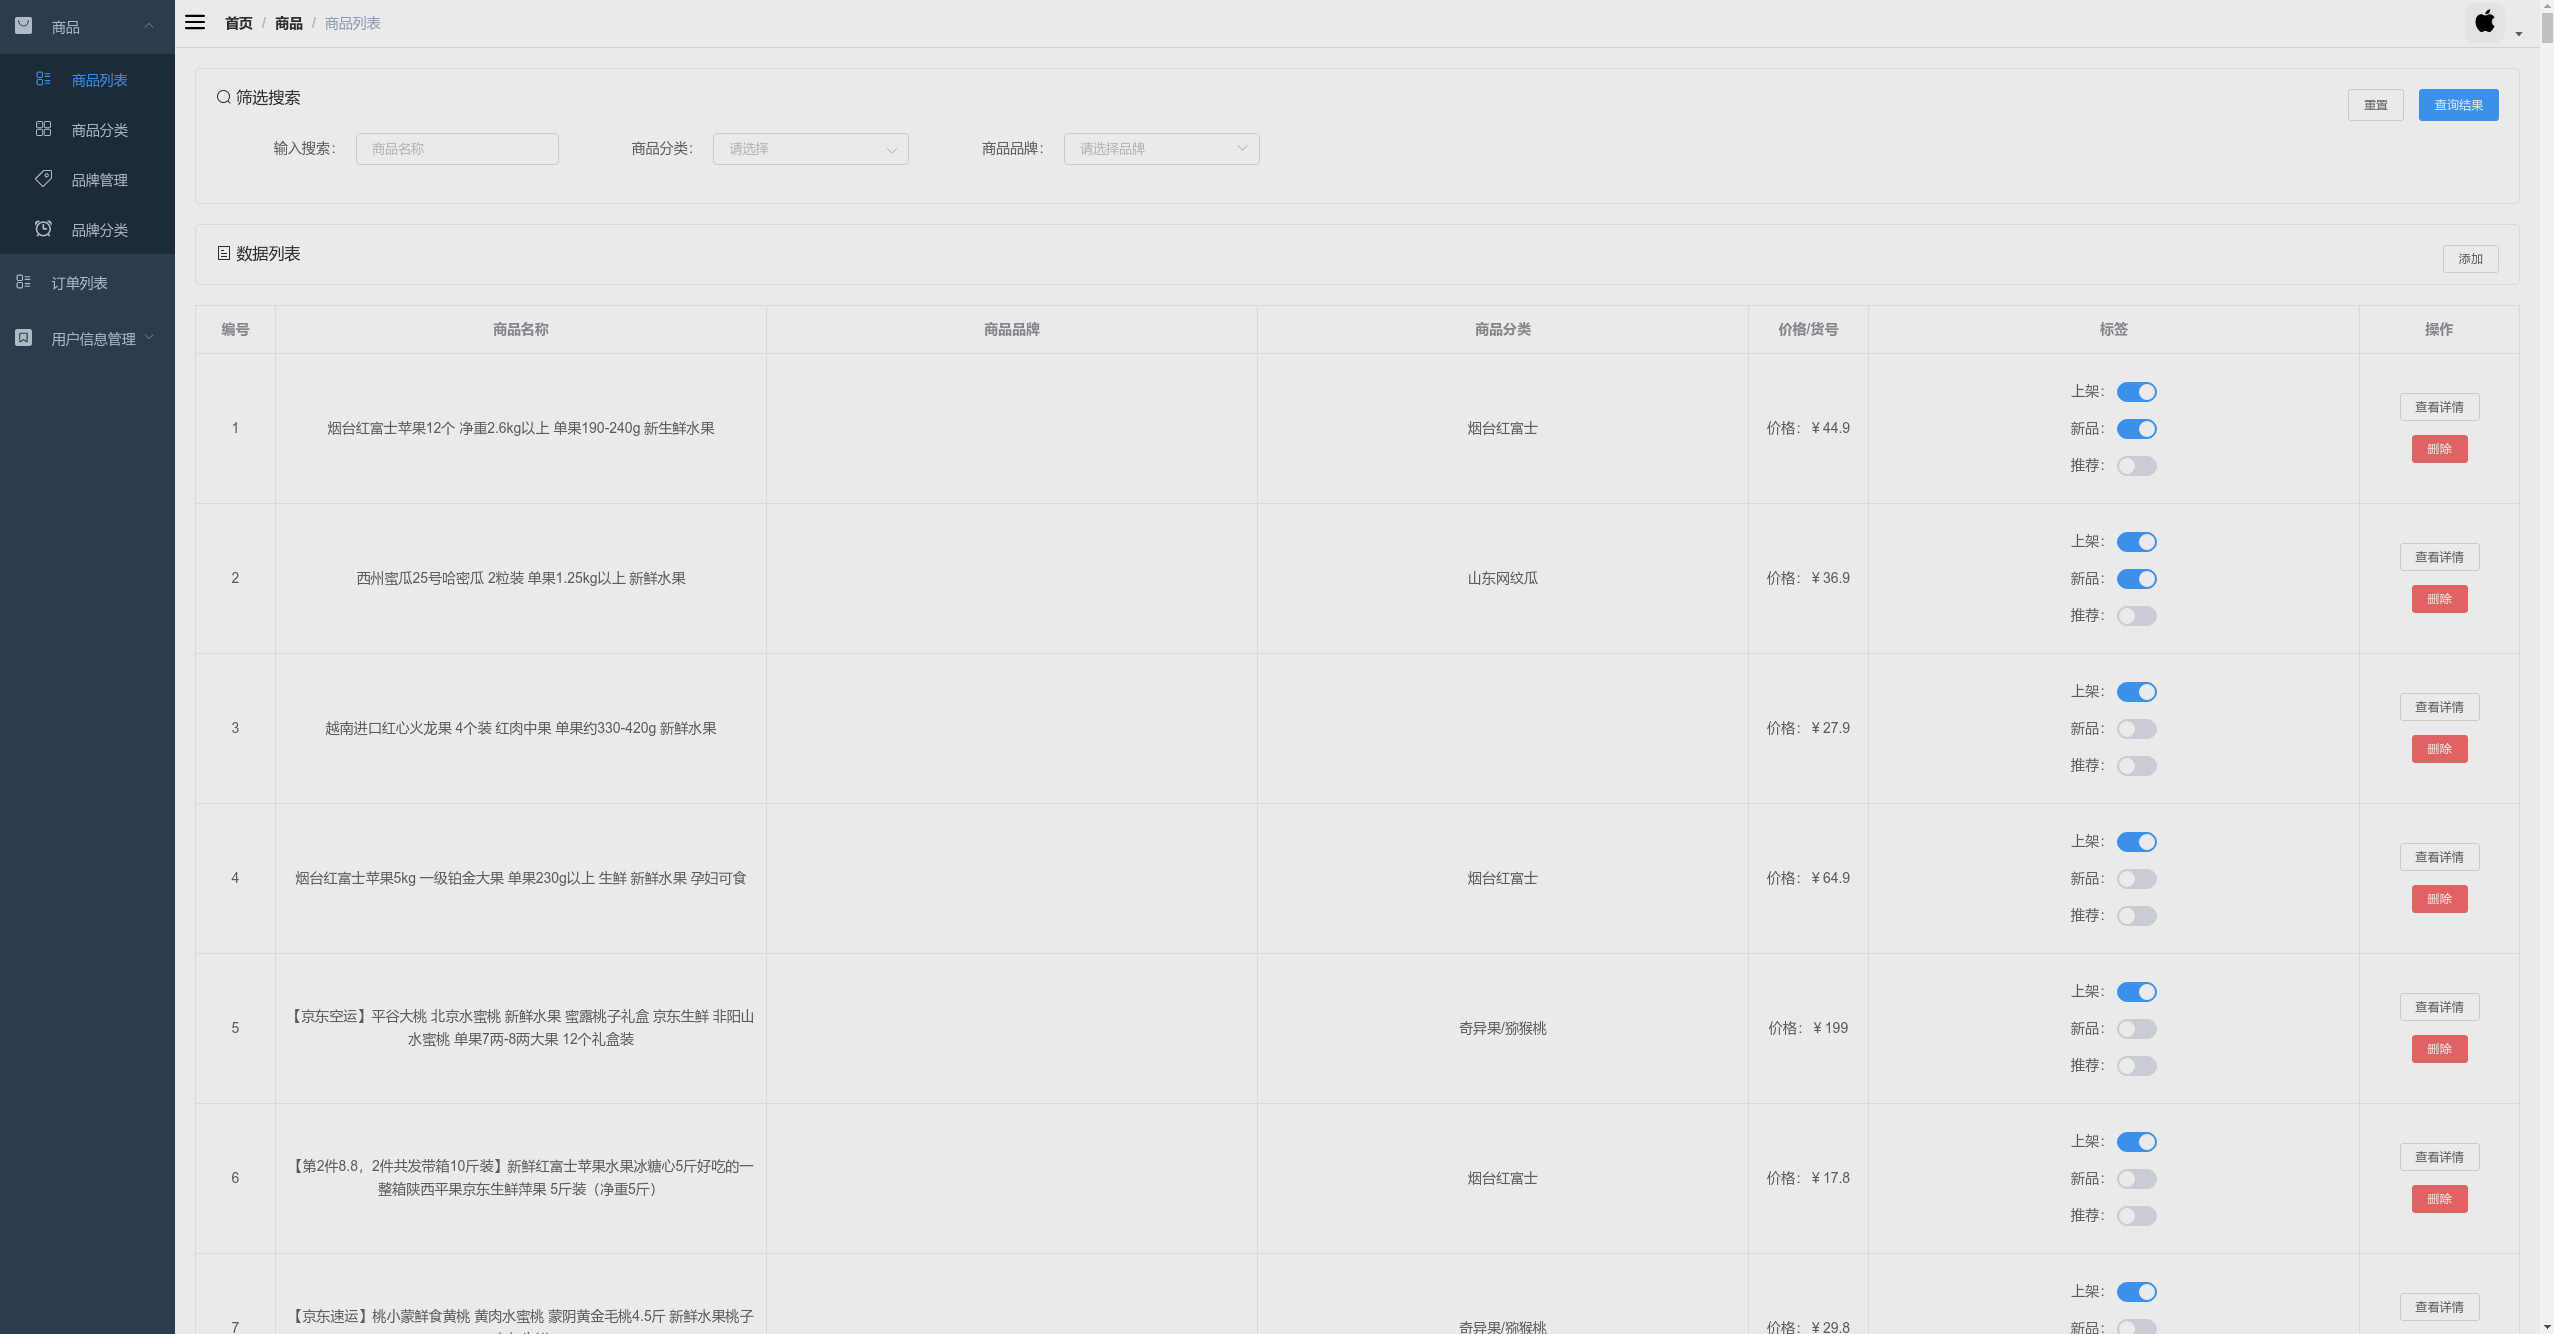 商品
商品列表
商品分类
品牌管理
品牌分类
订单列表
用户信息管理
首页 / 商品 / 商品列表
筛选搜索
重置 查询结果
输入搜索： 商品名称 商品分类： 请选择 商品品牌： 请选择品牌
数据列表
添加
编号 商品名称 商品品牌 商品分类 价格/货号 标签 操作
1 烟台红富士苹果12个 净重2.6kg以上 单果190-240g 新生鲜水果 烟台红富士 价格：￥44.9
上架：
新品：
推荐：
查看详情
删除
2 西州蜜瓜25号哈密瓜 2粒装 单果1.25kg以上 新鲜水果 山东网纹瓜 价格：￥36.9
上架：
新品：
推荐：
查看详情
删除
3 越南进口红心火龙果 4个装 红肉中果 单果约330-420g 新鲜水果 价格：￥27.9
上架：
新品：
推荐：
查看详情
删除
4 烟台红富士苹果5kg 一级铂金大果 单果230g以上 生鲜 新鲜水果 孕妇可食 烟台红富士 价格：￥64.9
上架：
新品：
推荐：
查看详情
删除
5 【京东空运】平谷大桃 北京水蜜桃 新鲜水果 蜜露桃子礼盒 京东生鲜 非阳山
水蜜桃 单果7两-8两大果 12个礼盒装
奇异果/猕猴桃 价格：￥199
上架：
新品：
推荐：
查看详情
删除
6 【第2件8.8，2件共发带箱10斤装】新鲜红富士苹果水果冰糖心5斤好吃的一
整箱陕西平果京东生鲜萍果 5斤装（净重5斤）
烟台红富士 价格：￥17.8
上架：
新品：
推荐：
查看详情
删除
7 【京东速运】桃小蒙鲜食黄桃 黄肉水蜜桃 蒙阴黄金毛桃4.5斤 新鲜水果桃子
奇异果/猕猴桃 价格：￥29.8
上架：
新品：
查看详情